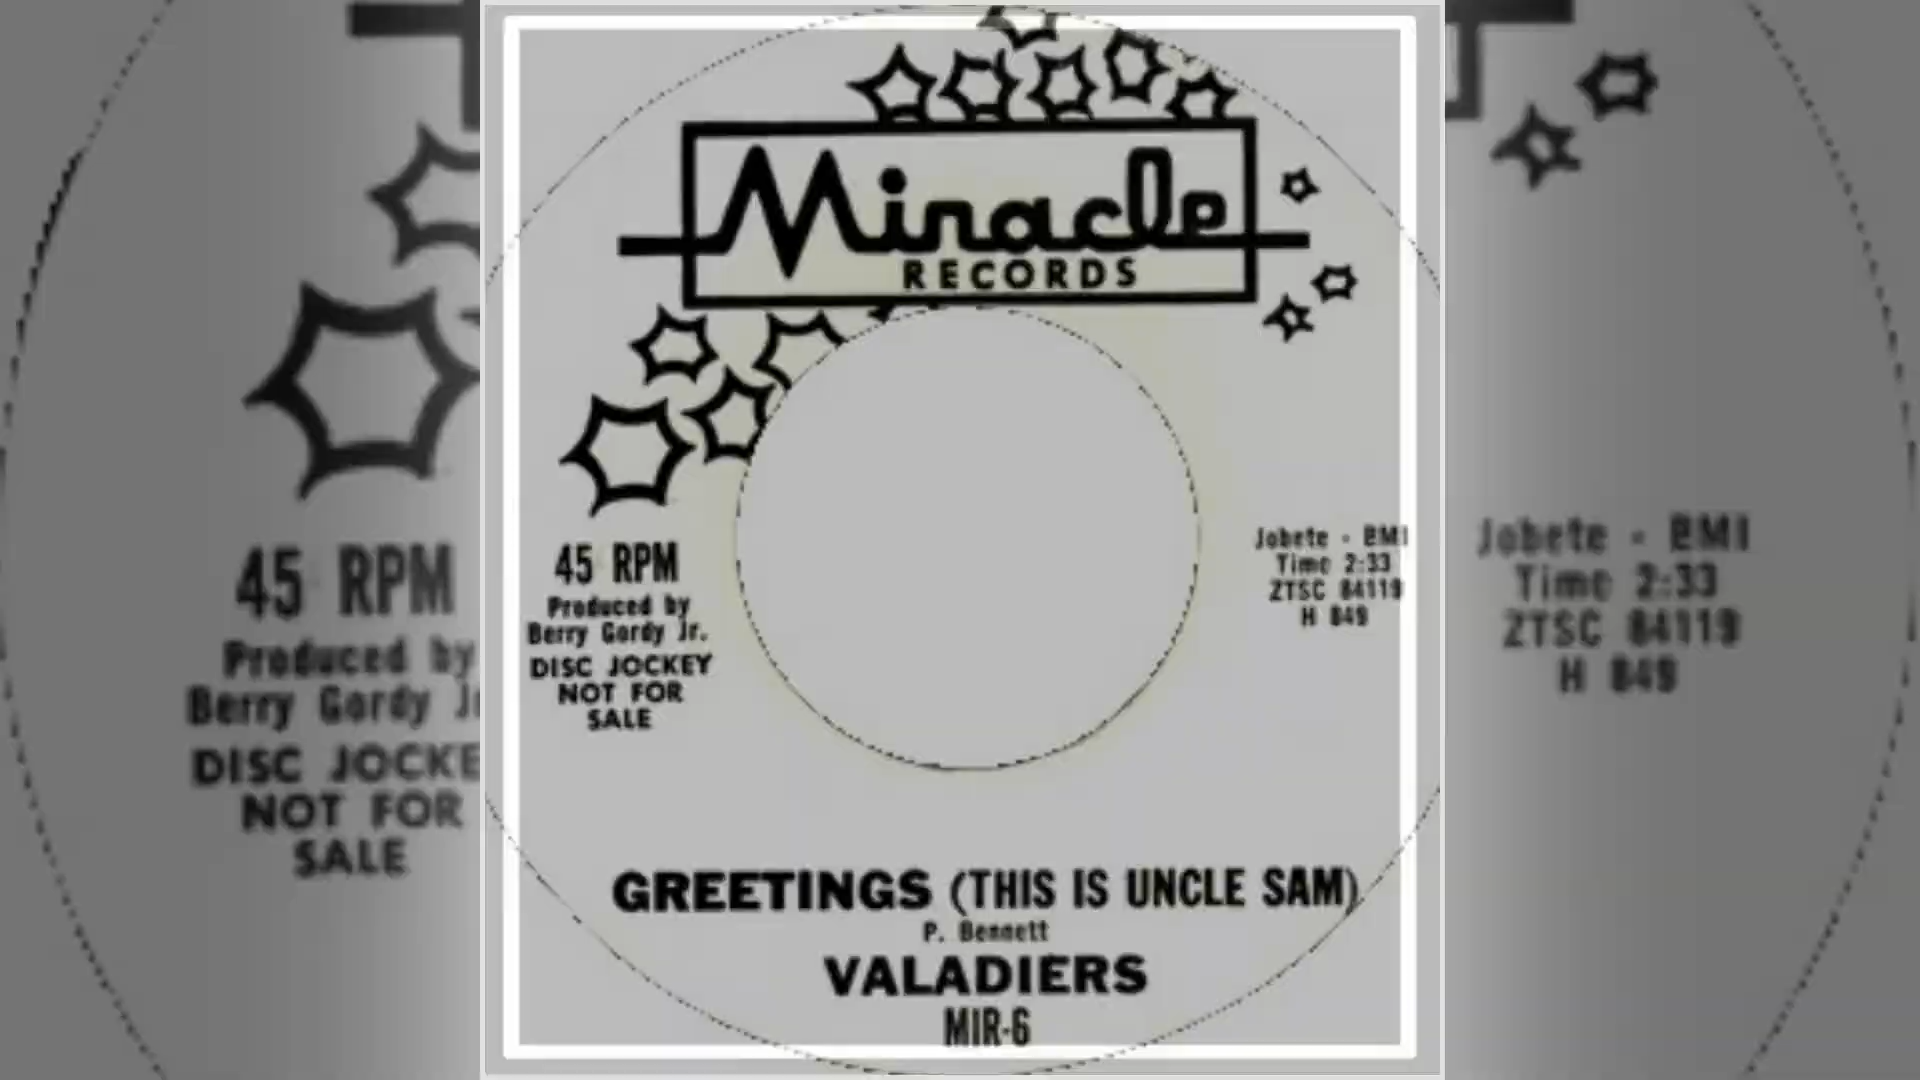 Miracle
RECORDS
45 RPM
Produced by
Berry Gordy Jr.
DISC JOCKEY
NOT FOR
SALE
Jobete - BMI
Time 2:33
ZTSC 84119
H 849
GREETINGS (THIS IS UNCLE SAM)
P. Bennett
VALADIERS
MIR-6
45 RPM
Produced by
Berry Gordy
DISC
NOT FOR
SALE
Jobete - BMI
Time 2:33
ZTSC 84119
H 849